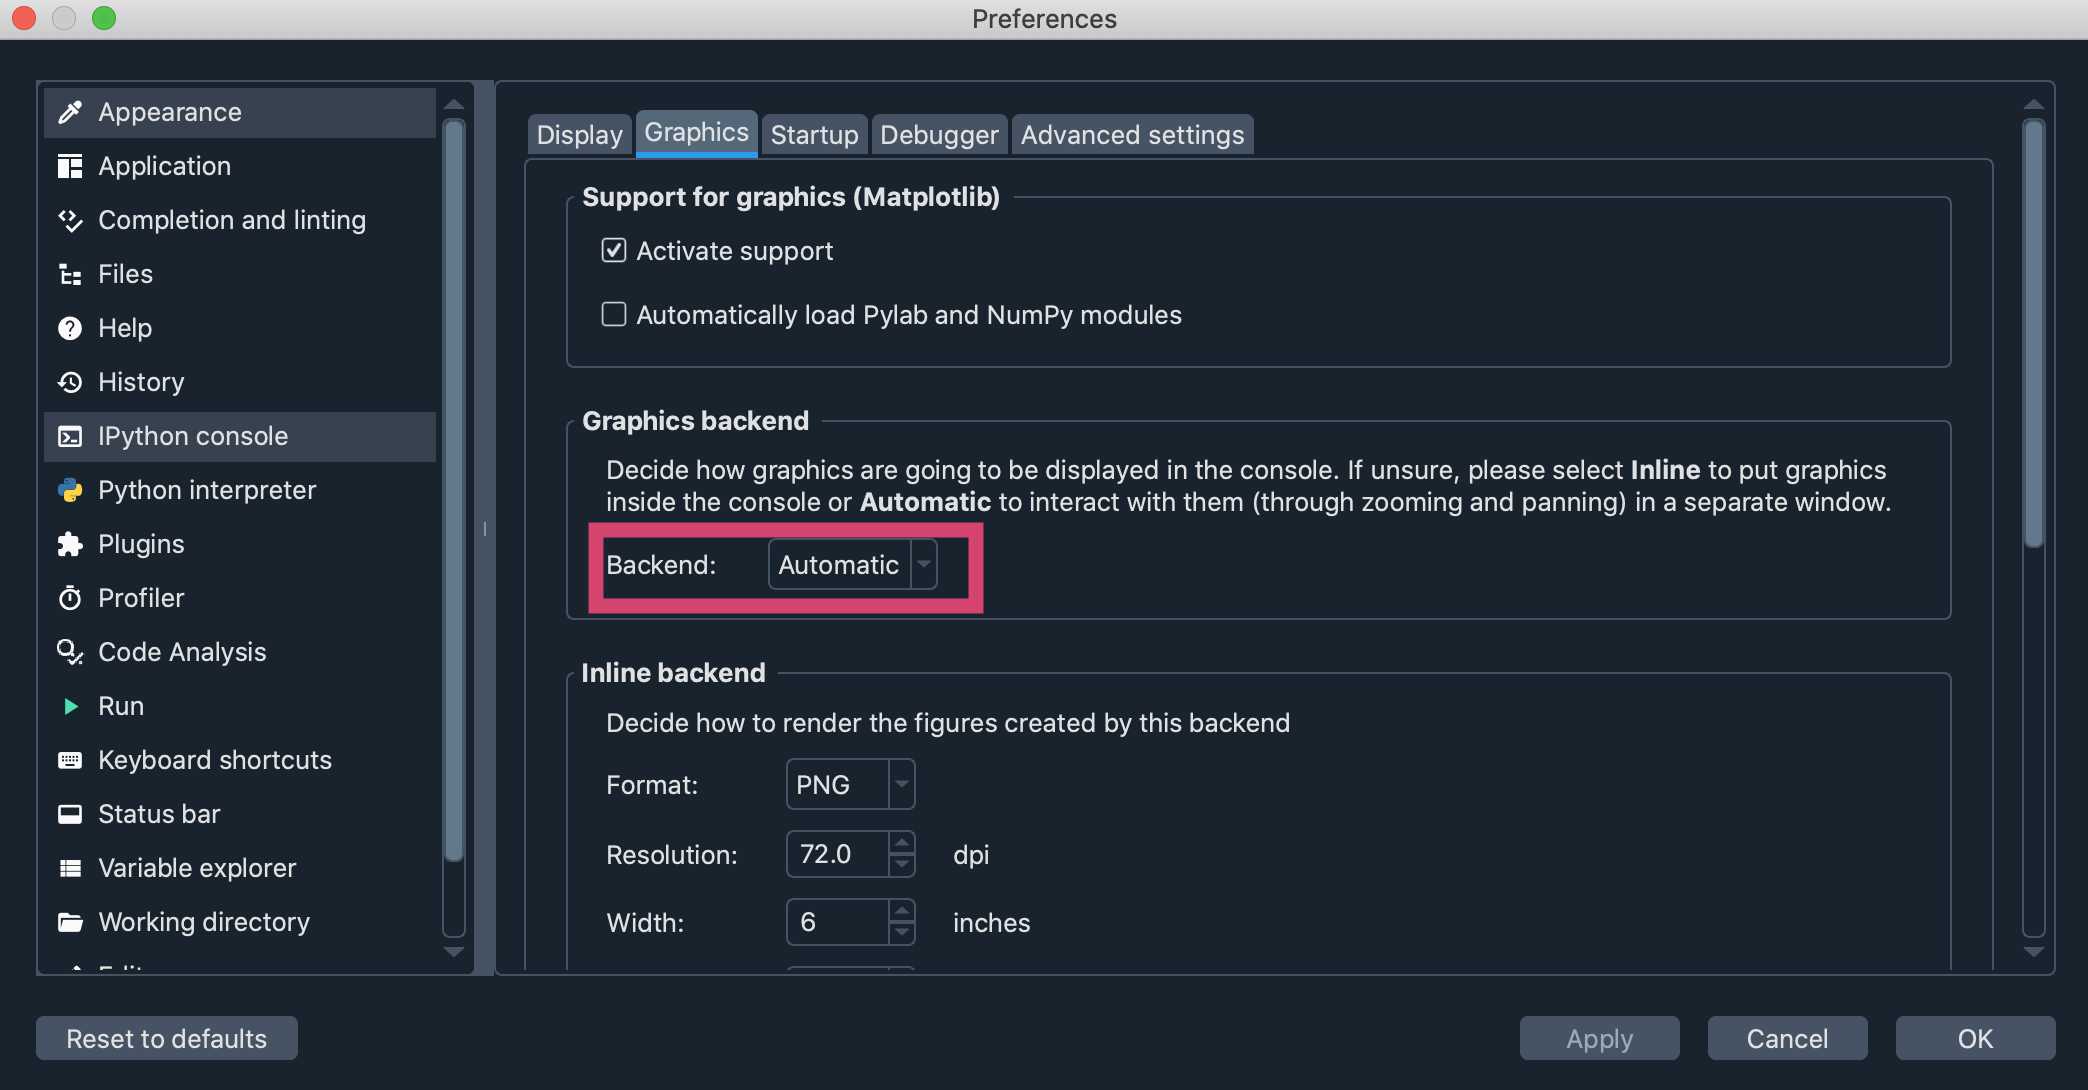 Preferences
Appearance
Application
Completion and linting
Files
Help
History
IPython console
Python interpreter
Plugins
Profiler
Code Analysis
Run
Keyboard shortcuts
Status bar
Variable explorer
Working directory
Display Graphics Startup Debugger Advanced settings
Support for graphics (Matplotlib)
Activate support
Automatically load Pylab and NumPy modules
Graphics backend
Decide how graphics are going to be displayed in the console. If unsure, please select Inline to put graphics
inside the console or Automatic to interact with them (through zooming and panning) in a separate window.
Backend: Automatic
Inline backend
Decide how to render the figures created by this backend
Format: PNG
Resolution: 72.0 dpi
Width: 6 inches
Reset to defaults
Apply Cancel OK